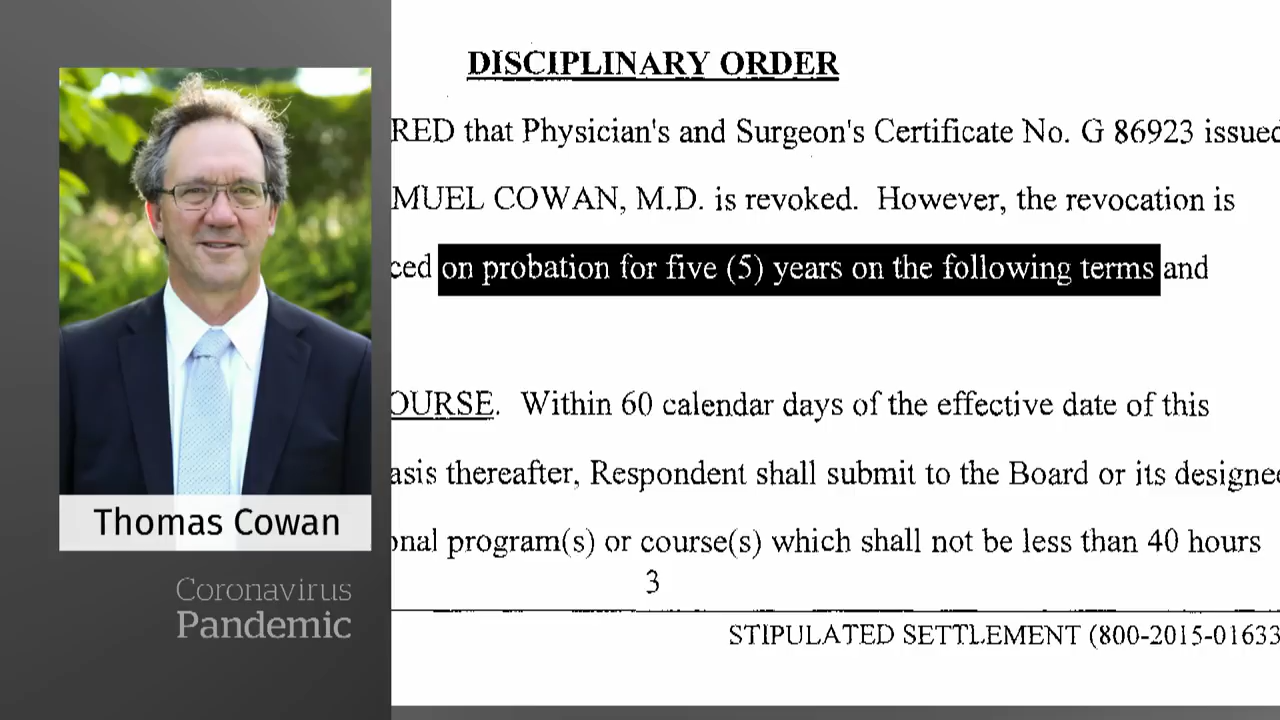 DISCIPLINARY ORDER
RED that Physician's and Surgeon's Certificate No. G 86923 issued
MUEL COWAN, M.D. is revoked. However, the revocation is
ced on probation for five (5) years on the following terms and
OURSE. Within 60 calendar days of the effective date of this
asis thereafter, Respondent shall submit to the Board or its designee
onal program(s) or course(s) which shall not be less than 40 hours
3
STIPULATED SETTLEMENT (800-2015-01633
Thomas Cowan
Coronavirus
Pandemic